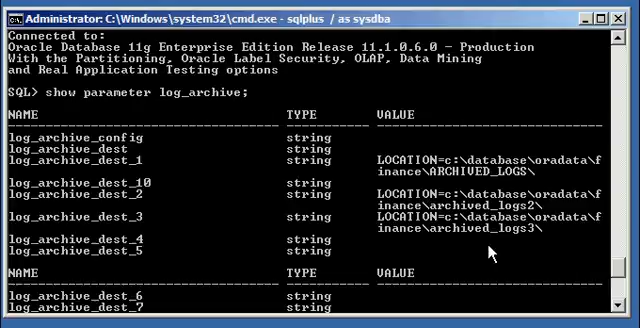 Administrator: C:\Windows\system32\cmd.exe - sqlplus / as sysdba
Connected to:
Oracle Database 11g Enterprise Edition Release 11.1.0.6.0 - Production
With the Partitioning, Oracle Label Security, OLAP, Data Mining
and Real Application Testing options
SQL> show parameter log_archive;
NAME TYPE VALUE
------------------------------------ ----------- ------------------------------
log_archive_config string
log_archive_dest string
log_archive_dest_1 string LOCATION=c:\database\oradata\f
inance\ARCHIVED_LOGS\
log_archive_dest_10 string
log_archive_dest_2 string LOCATION=c:\database\oradata\f
inance\archived_logs2\
log_archive_dest_3 string LOCATION=c:\database\oradata\f
inance\archived_logs3\
log_archive_dest_4 string
log_archive_dest_5 string
NAME TYPE VALUE
------------------------------------ ----------- ------------------------------
log_archive_dest_6 string
log_archive_dest_7 string